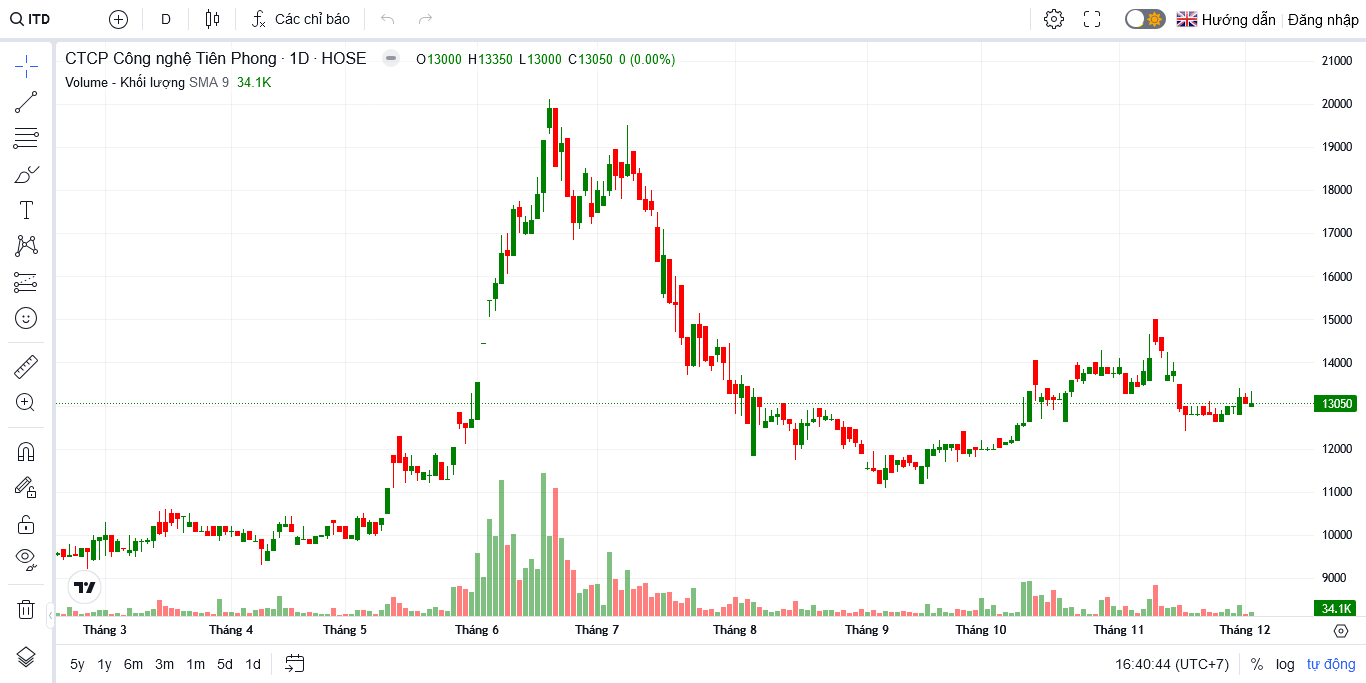 ITD D Các chỉ báo Hướng dẫn Đăng nhập
CTCP Công nghệ Tiên Phong · 1D · HOSE O13000 H13350 L13000 C13050 0 (0.00%)
Volume - Khối lượng SMA 9 34.1K
21000
20000
19000
18000
17000
16000
15000
14000
13050
12000
11000
10000
9000
34.1K
Tháng 3 Tháng 4 Tháng 5 Tháng 6 Tháng 7 Tháng 8 Tháng 9 Tháng 10 Tháng 11 Tháng 12
5y 1y 6m 3m 1m 5d 1d 16:40:44 (UTC+7) % log tự động